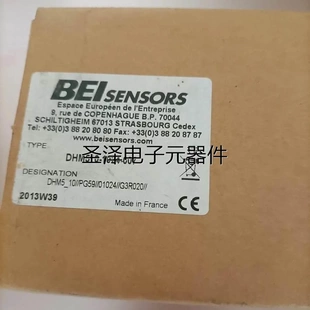 BEI SENSORS
Espace Européen de l'Entreprise
9, rue de COPENHAGUE B.P. 70044
SCHILTIGHEIM 67013 STRASBOURG Cedex
Tel: +33(0)3 88 20 80 80 Fax: +33(0)3 88 20 87 87
www.beisensors.com
TYPE:
圣泽电子元器件
DESIGNATION
DHM5_10//PG59//01024//G3R020//
2013W39
CE
Made in France